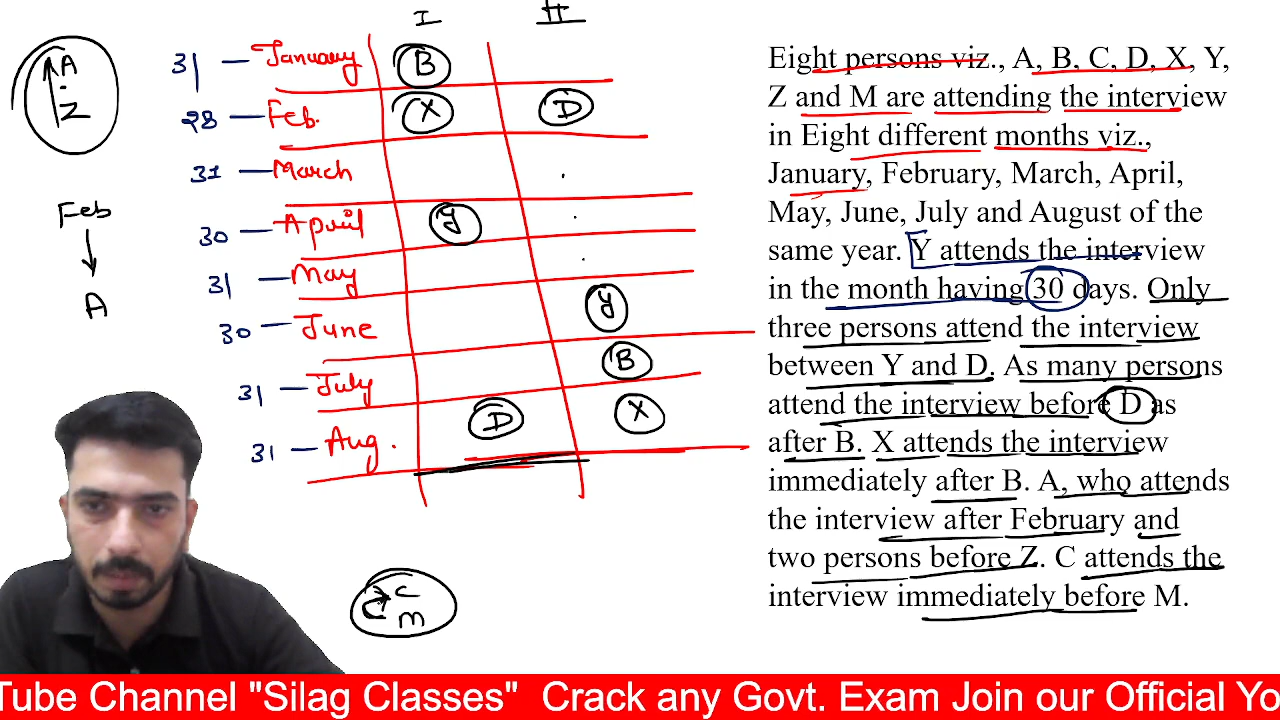 I II
31 — January B
28 — Feb. X D
31 — March
30 — April Y
31 — May
30 — June Y
31 — July B
31 — Aug. D X
A
.
Z
Feb
A
C
M
Eight persons viz., A, B, C, D, X, Y,
Z and M are attending the interview
in Eight different months viz.,
January, February, March, April,
May, June, July and August of the
same year. Y attends the interview
in the month having 30 days. Only
three persons attend the interview
between Y and D. As many persons
attend the interview before D as
after B. X attends the interview
immediately after B. A, who attends
the interview after February and
two persons before Z. C attends the
interview immediately before M.
Tube Channel "Silag Classes" Crack any Govt. Exam Join our Official Yo